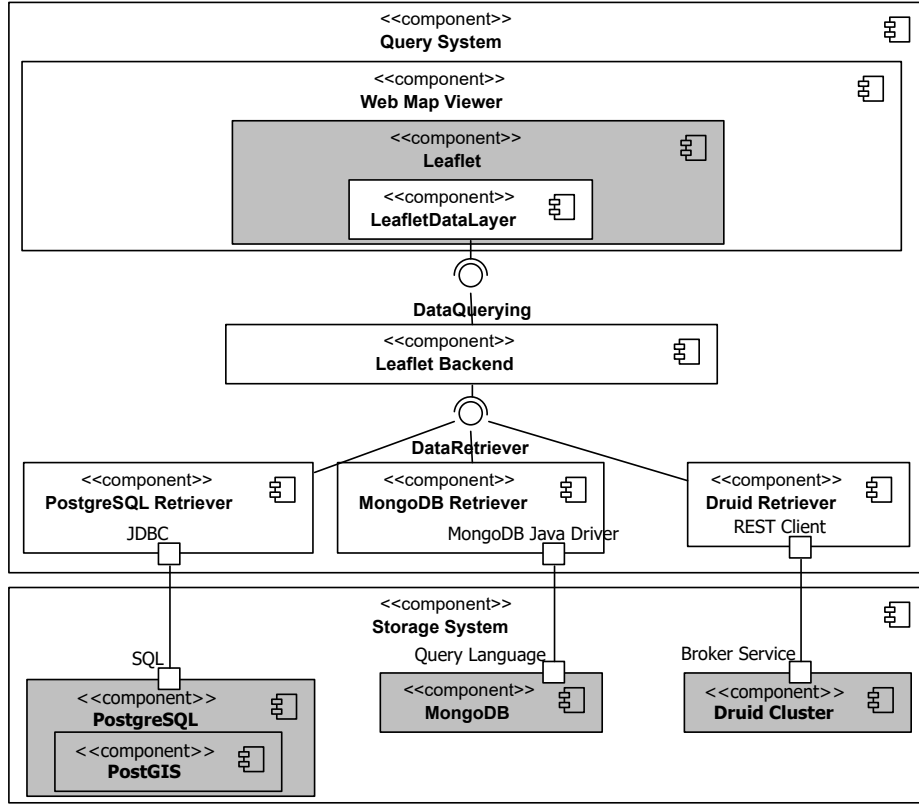 <<component>>
Query System
<<component>>
Web Map Viewer
<<component>>
Leaflet
<<component>>
LeafletDataLayer
DataQuerying
<<component>>
Leaflet Backend
DataRetriever
<<component>>
PostgreSQL Retriever
JDBC
<<component>>
MongoDB Retriever
MongoDB Java Driver
<<component>>
Druid Retriever
REST Client
<<component>>
Storage System
SQL
<<component>>
PostgreSQL
<<component>>
PostGIS
Query Language
<<component>>
MongoDB
Broker Service
<<component>>
Druid Cluster